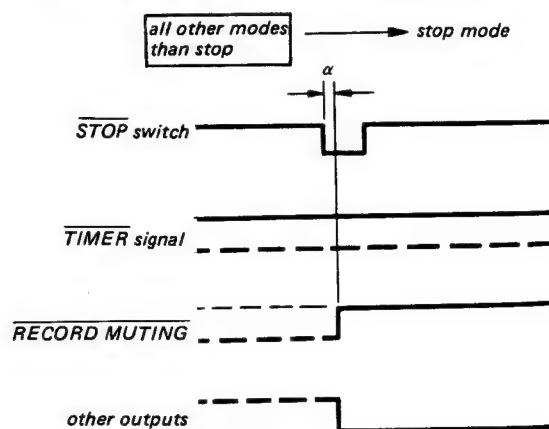 all other modes
than stop
stop mode
α
STOP switch
TIMER signal
RECORD MUTING
other outputs